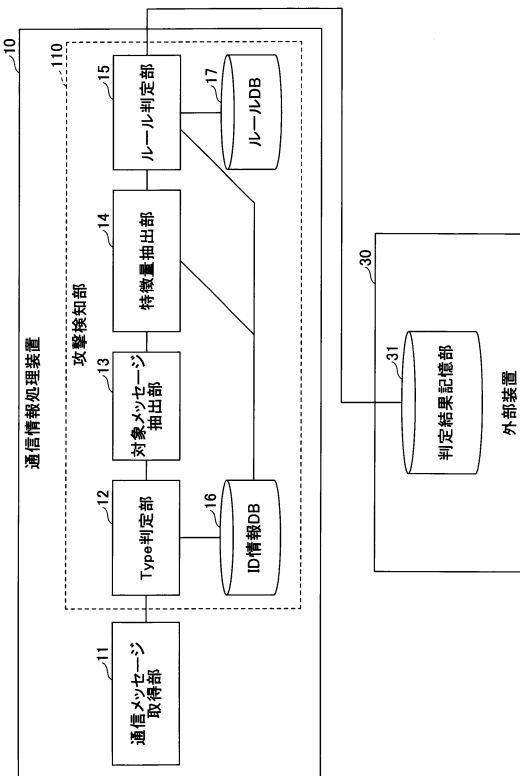 10
通信情報処理装置
110
攻撃検知部
11
通信メッセージ
取得部
12
Type判定部
13
対象メッセージ
抽出部
14
特徴量抽出部
15
ルール判定部
16
ID情報DB
17
ルールDB
30
31
判定結果記憶部
外部装置